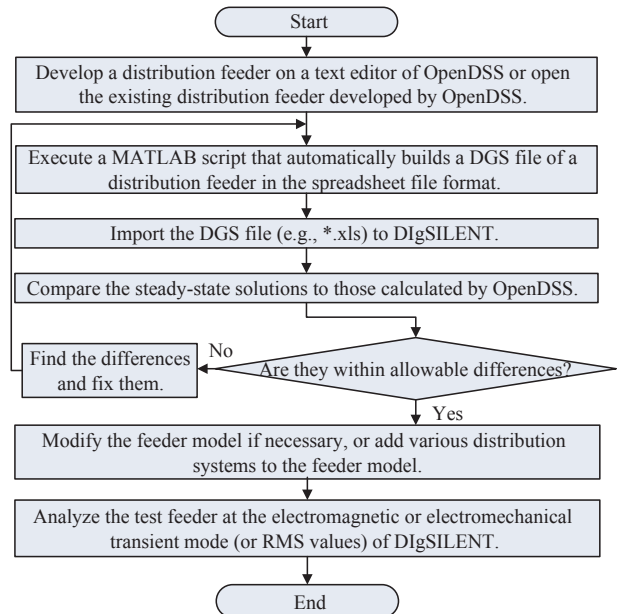 Start
Develop a distribution feeder on a text editor of OpenDSS or open
the existing distribution feeder developed by OpenDSS.
Execute a MATLAB script that automatically builds a DGS file of a
distribution feeder in the spreadsheet file format.
Import the DGS file (e.g., *.xls) to DIgSILENT.
Compare the steady-state solutions to those calculated by OpenDSS.
Are they within allowable differences?
No
Find the differences
and fix them.
Yes
Modify the feeder model if necessary, or add various distribution
systems to the feeder model.
Analyze the test feeder at the electromagnetic or electromechanical
transient mode (or RMS values) of DIgSILENT.
End